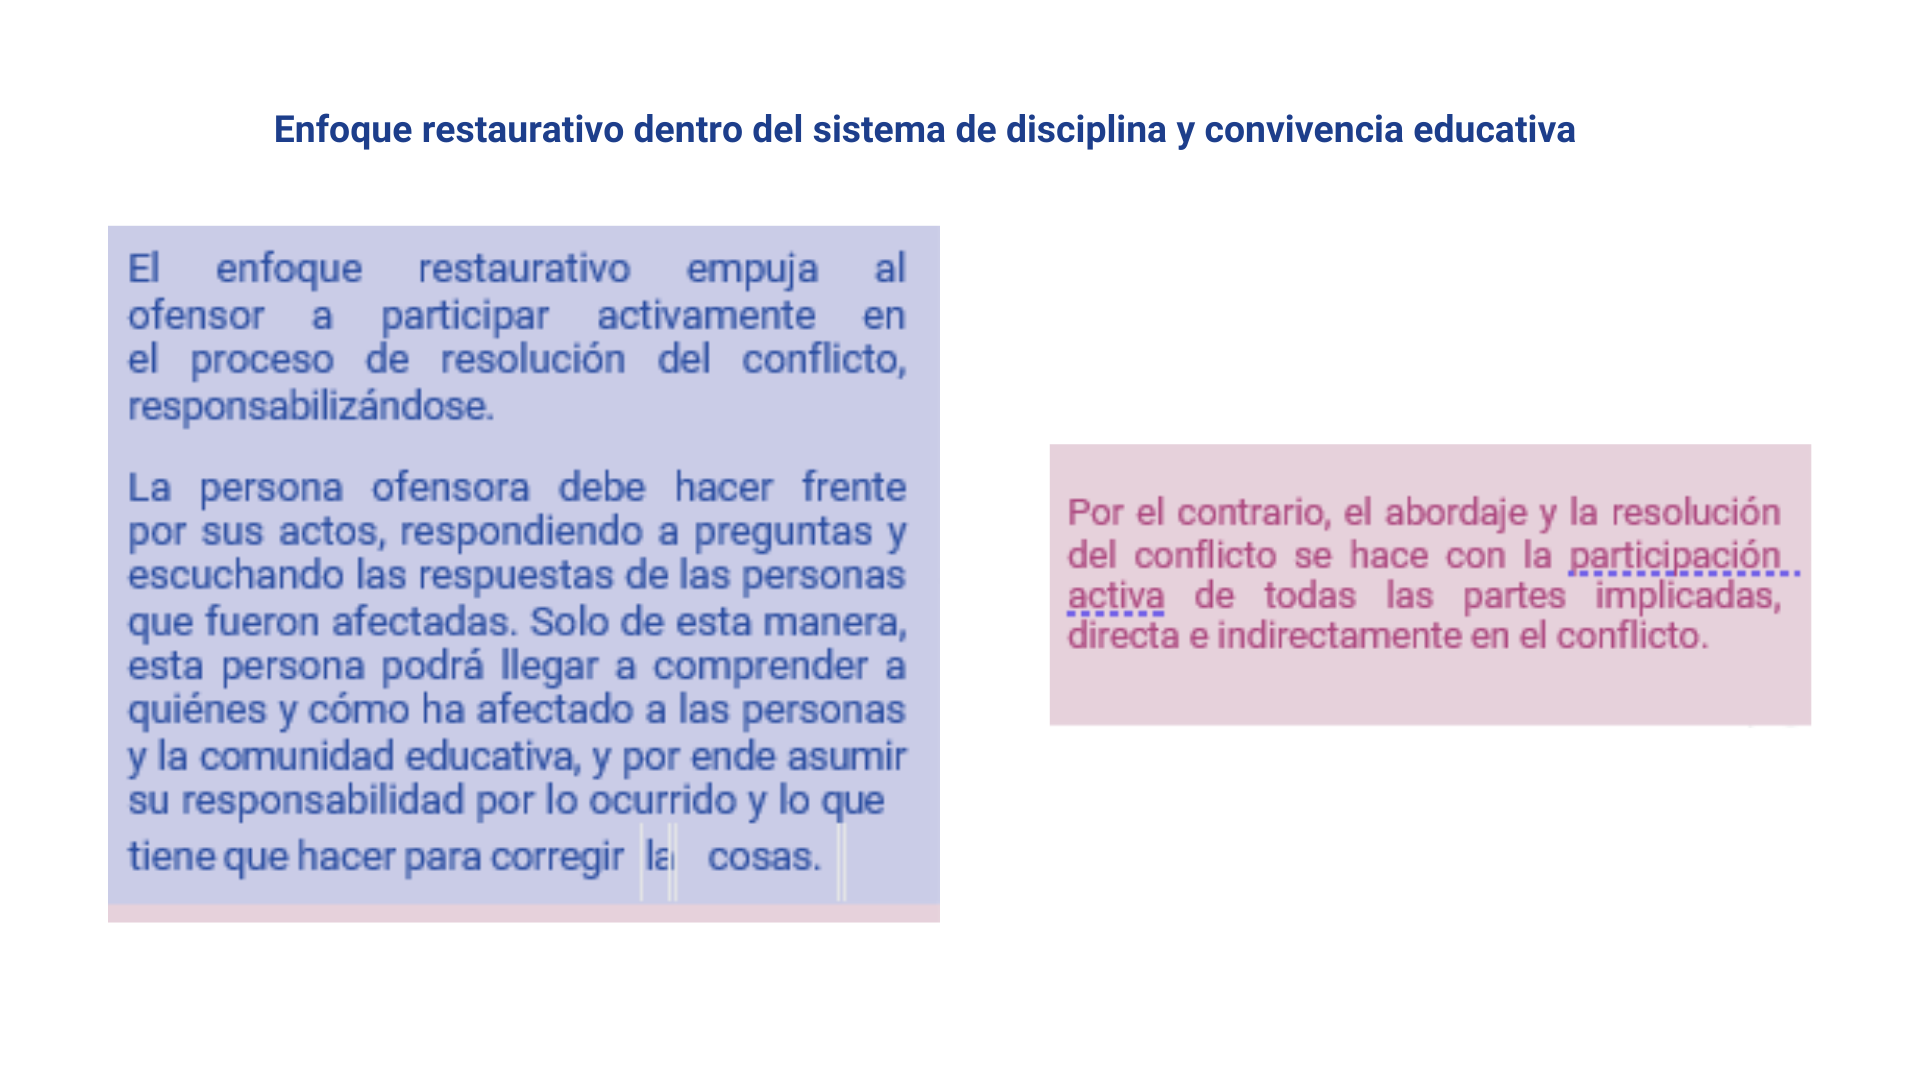 Enfoque restaurativo dentro del sistema de disciplina y convivencia educativa
El enfoque restaurativo empuja al
ofensor a participar activamente en
el proceso de resolución del conflicto,
responsabilizándose.
La persona ofensora debe hacer frente
por sus actos, respondiendo a preguntas y
escuchando las respuestas de las personas
que fueron afectadas. Solo de esta manera,
esta persona podrá llegar a comprender a
quiénes y cómo ha afectado a las personas
y la comunidad educativa, y por ende asumir
su responsabilidad por lo ocurrido y lo que
tiene que hacer para corregir la cosas.
Por el contrario, el abordaje y la resolución
del conflicto se hace con la participación
activa de todas las partes implicadas,
directa e indirectamente en el conflicto.